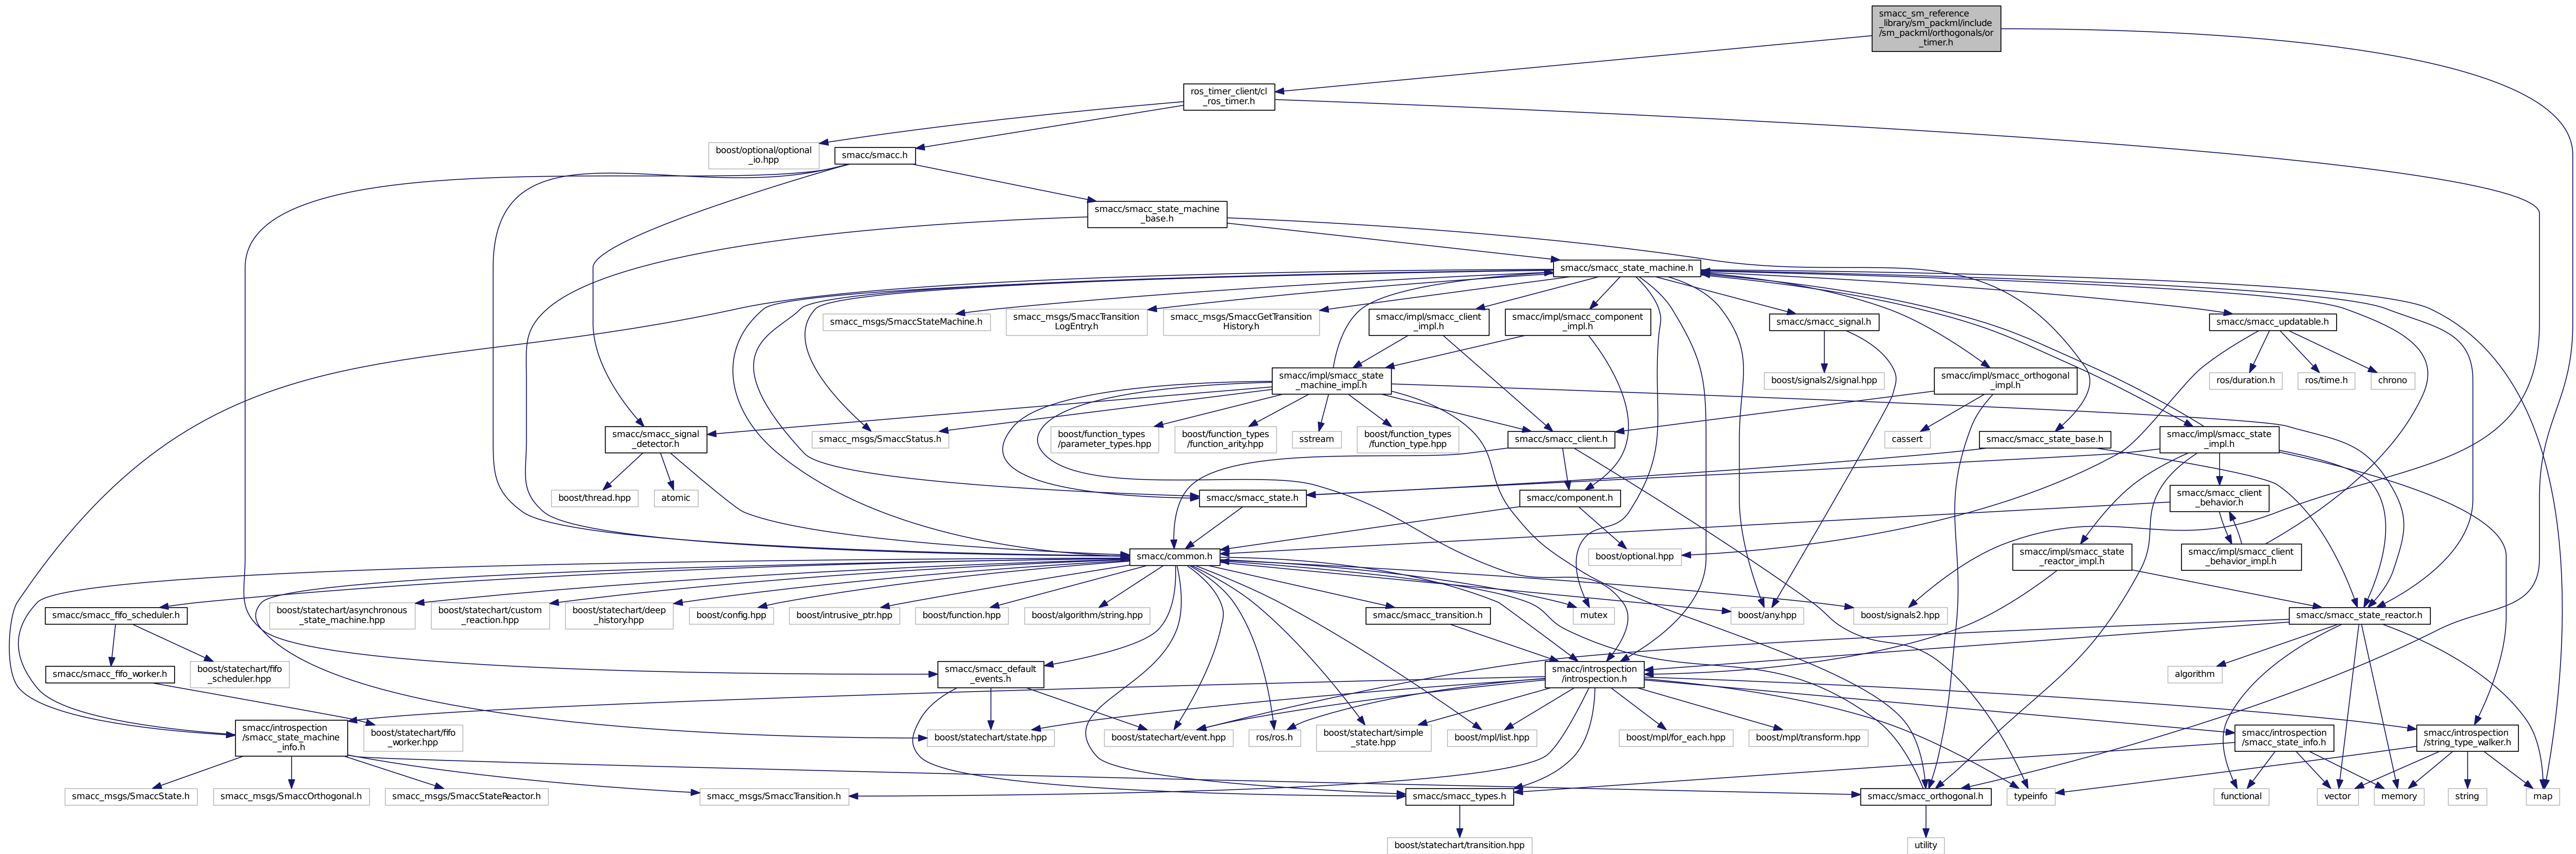 smacc_sm_reference
_library/sm_packml/include
/sm_packml/orthogonals/or
_timer.h
ros_timer_client/cl
_ros_timer.h
boost/optional/optional
_io.hpp
smacc/smacc.h
smacc/smacc_state_machine
_base.h
smacc/smacc_state_machine.h
smacc_msgs/SmaccStateMachine.h
smacc_msgs/SmaccTransition
LogEntry.h
smacc_msgs/SmaccGetTransition
History.h
smacc/impl/smacc_client
_impl.h
smacc/impl/smacc_component
_impl.h
smacc/smacc_signal.h
smacc/smacc_updatable.h
smacc/impl/smacc_state
_machine_impl.h
boost/signals2/signal.hpp
smacc/impl/smacc_orthogonal
_impl.h
ros/duration.h
ros/time.h
chrono
smacc/smacc_signal
_detector.h
smacc_msgs/SmaccStatus.h
boost/function_types
/parameter_types.hpp
boost/function_types
/function_arity.hpp
sstream
boost/function_types
/function_type.hpp
smacc/smacc_client.h
cassert
smacc/smacc_state_base.h
smacc/impl/smacc_state
_impl.h
boost/thread.hpp
atomic
smacc/smacc_state.h
smacc/component.h
smacc/smacc_client
_behavior.h
smacc/common.h
boost/optional.hpp
smacc/impl/smacc_state
_reactor_impl.h
smacc/impl/smacc_client
_behavior_impl.h
smacc/smacc_fifo_scheduler.h
boost/statechart/asynchronous
_state_machine.hpp
boost/statechart/custom
_reaction.hpp
boost/statechart/deep
_history.hpp
boost/config.hpp
boost/intrusive_ptr.hpp
boost/function.hpp
boost/algorithm/string.hpp
smacc/smacc_transition.h
mutex
boost/any.hpp
boost/signals2.hpp
smacc/smacc_state_reactor.h
smacc/smacc_fifo_worker.h
boost/statechart/fifo
_scheduler.hpp
smacc/smacc_default
_events.h
smacc/introspection
/introspection.h
algorithm
smacc/introspection
/smacc_state_machine
_info.h
boost/statechart/fifo
_worker.hpp
boost/statechart/state.hpp
boost/statechart/event.hpp
ros/ros.h
boost/statechart/simple
_state.hpp
boost/mpl/list.hpp
boost/mpl/for_each.hpp
boost/mpl/transform.hpp
smacc/introspection
/smacc_state_info.h
smacc/introspection
/string_type_walker.h
smacc_msgs/SmaccState.h
smacc_msgs/SmaccOrthogonal.h
smacc_msgs/SmaccStateReactor.h
smacc_msgs/SmaccTransition.h
smacc/smacc_types.h
smacc/smacc_orthogonal.h
typeinfo
functional
vector
memory
string
map
boost/statechart/transition.hpp
utility